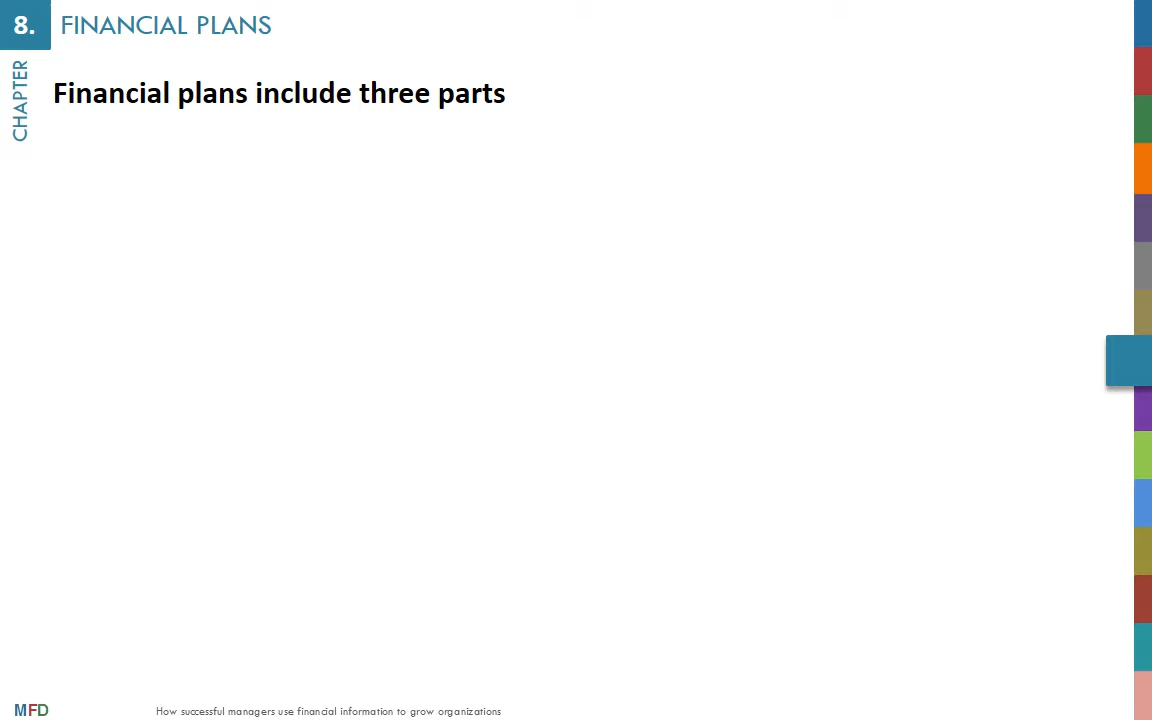 8. FINANCIAL PLANS
CHAPTER
Financial plans include three parts
MFD
How successful managers use financial information to grow organizations